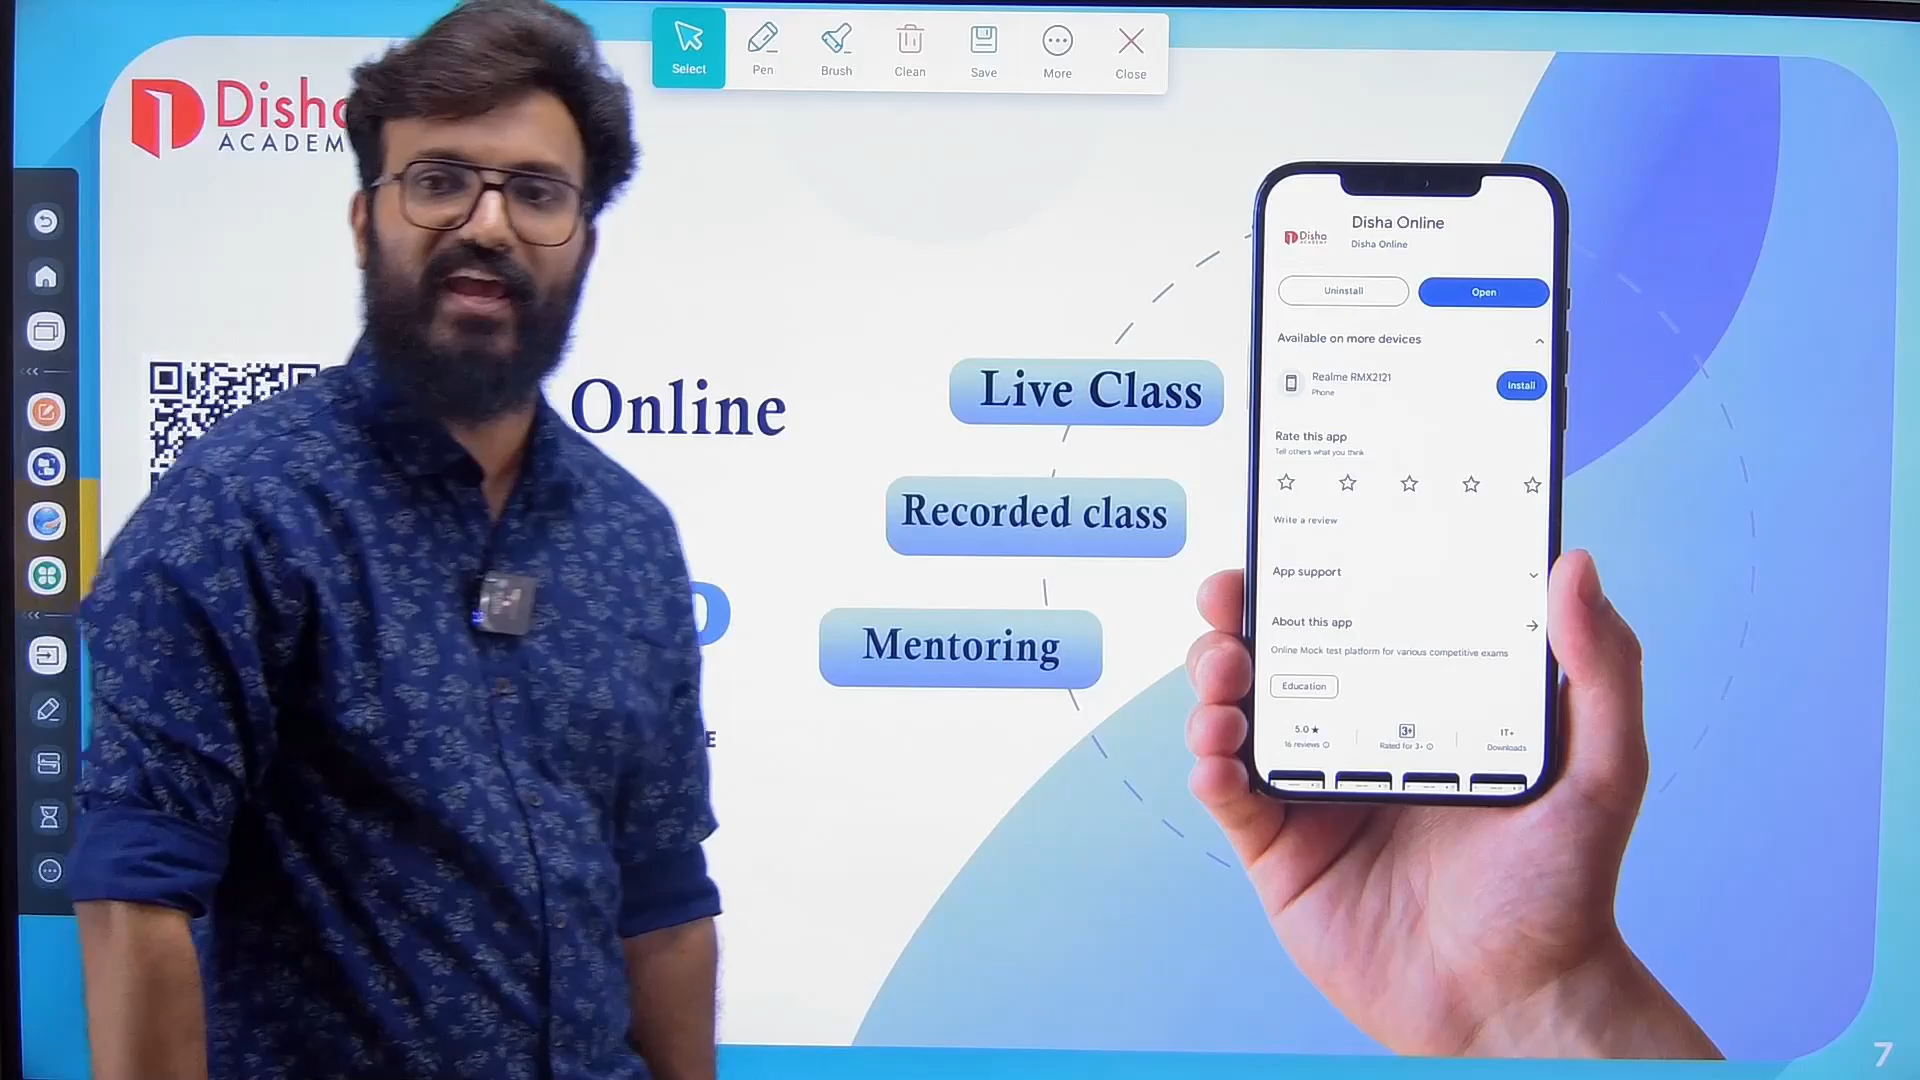 Select
Pen
Brush
Clean
Save
More
Close
Disha
ACADEM
Online
Live Class
Recorded class
Mentoring
Disha Online
Disha
ACADEMY
Disha Online
Uninstall
Open
Available on more devices
Realme RMX2121
Phone
Install
Rate this app
Tell others what you think
Write a review
App support
About this app
Online Mock test platform for various competitive exams
Education
5.0 ★
16 reviews
3+
Rated for 3+
1T+
Downloads
E
7